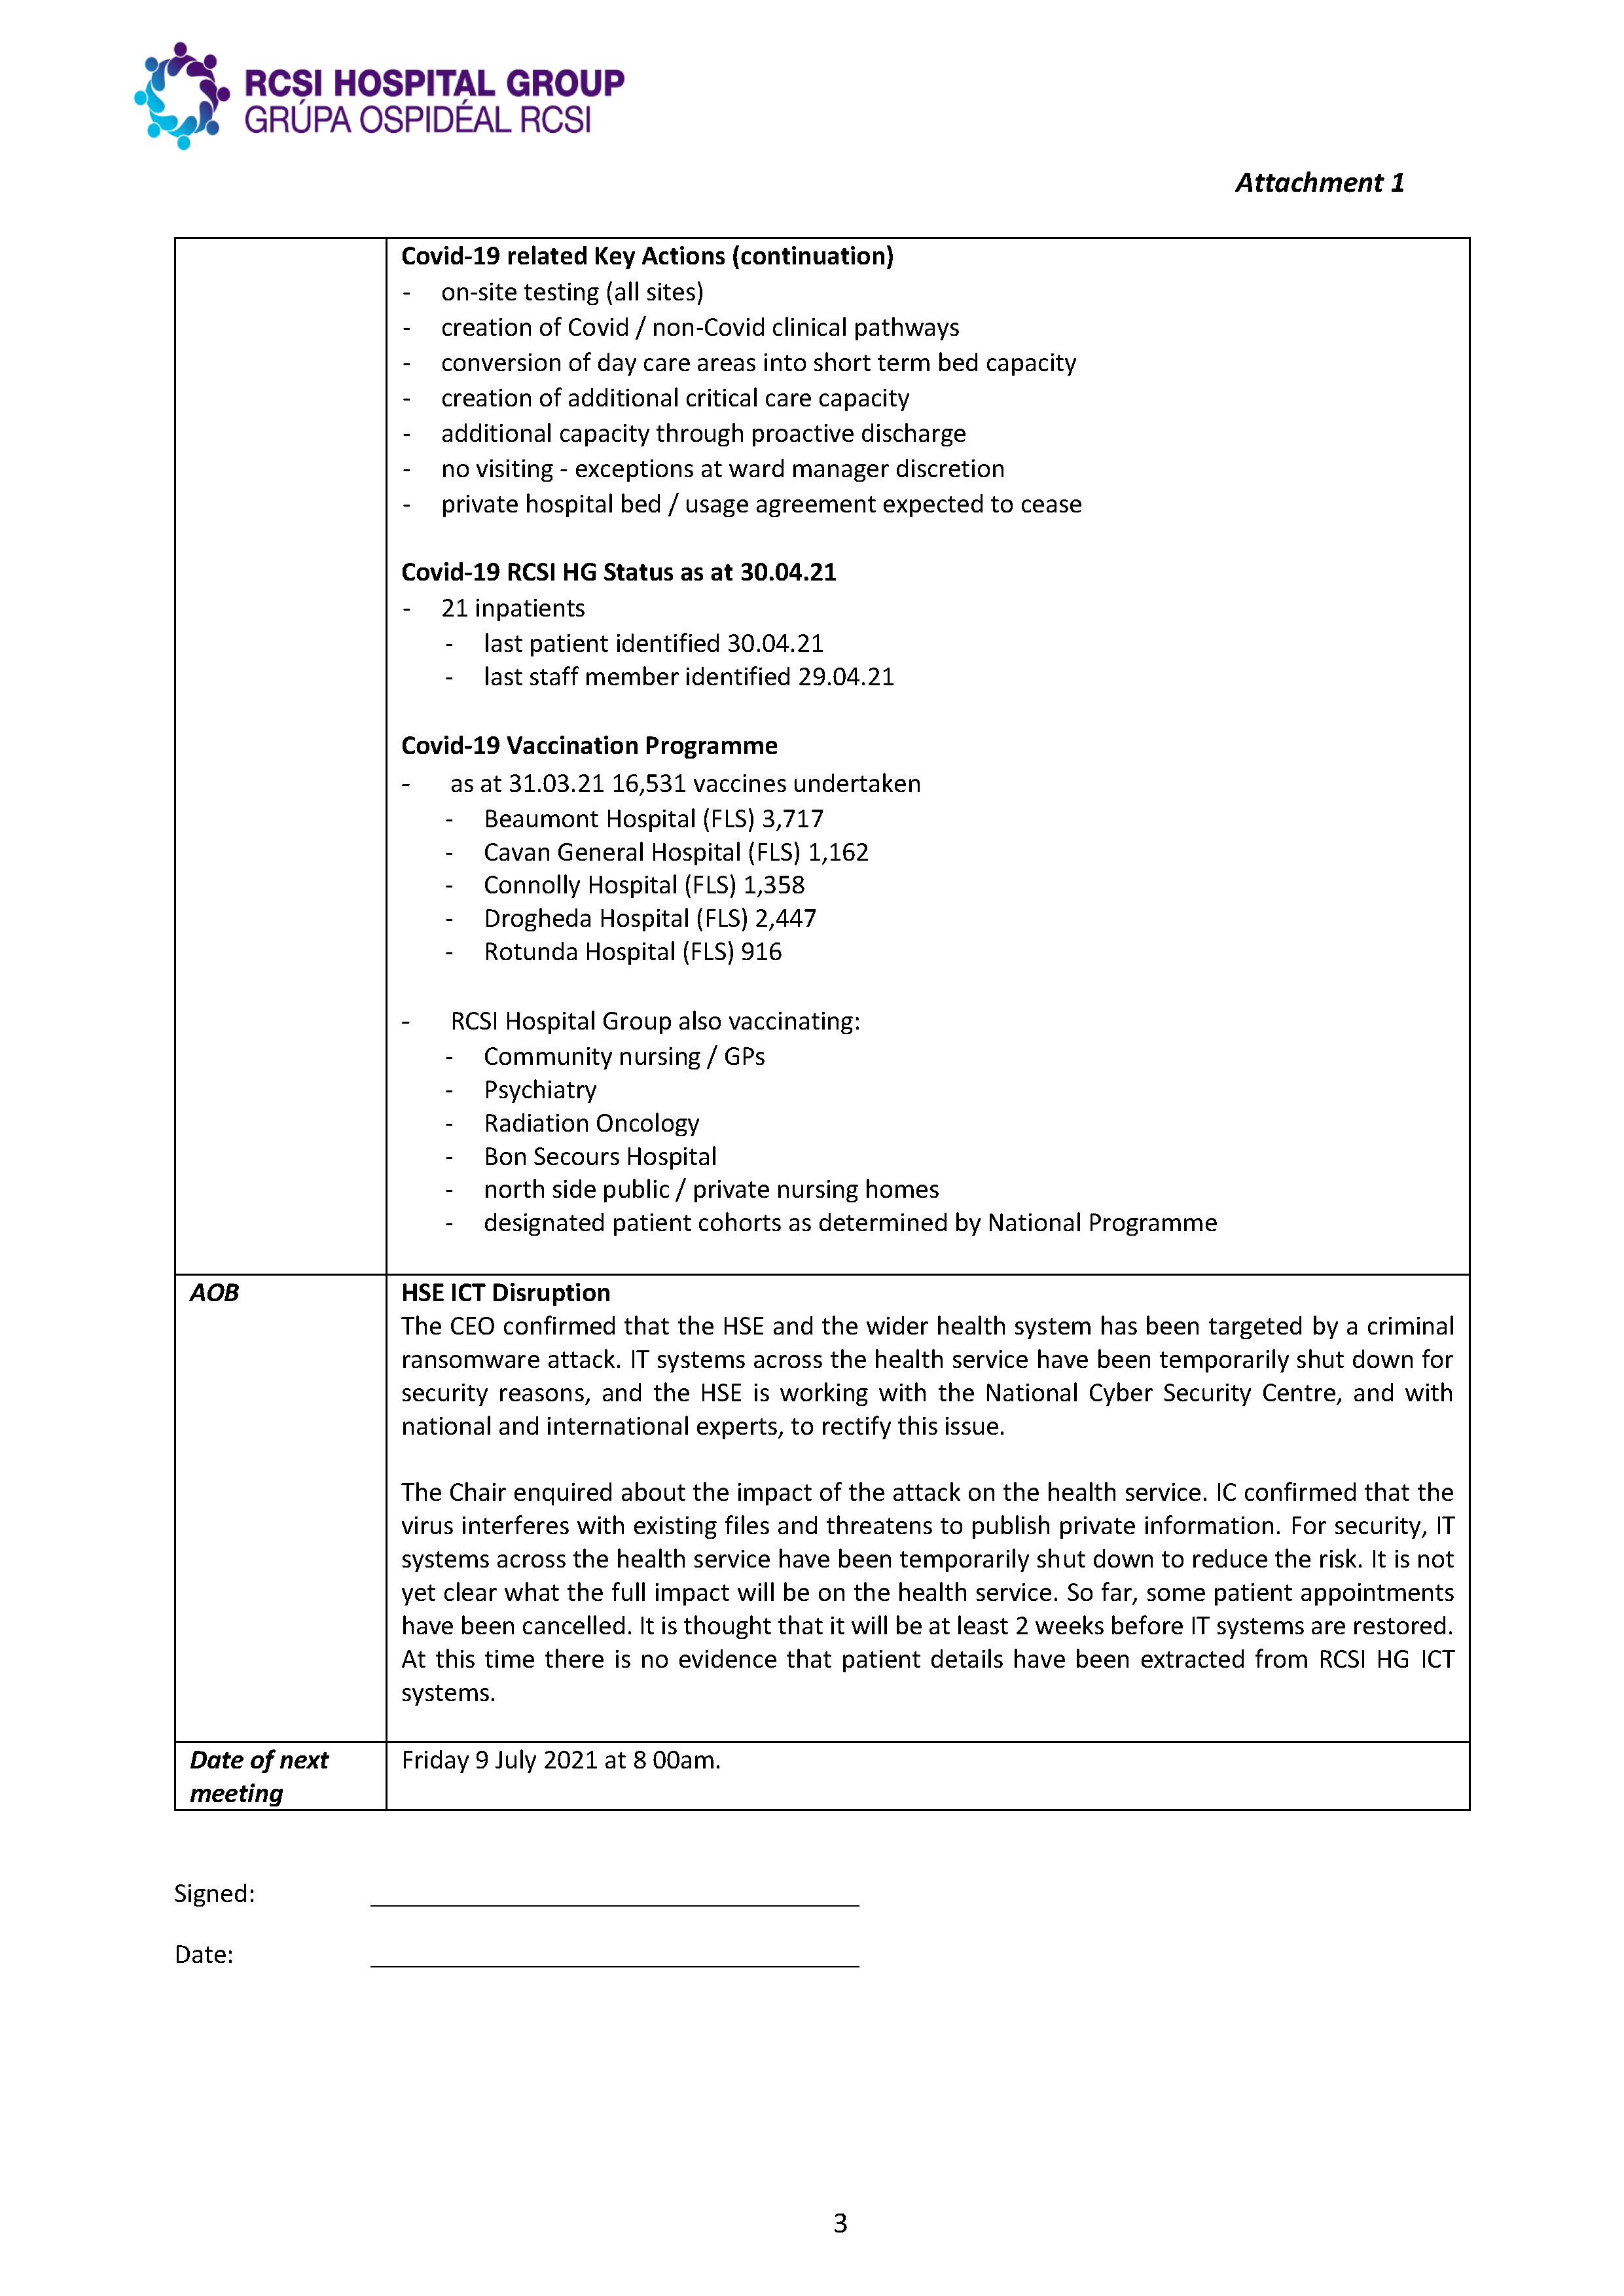 RCSI HOSPITAL GROUP
GRÚPA OSPIDÉAL RCSI
Attachment 1
Covid-19 related Key Actions (continuation)
- on-site testing (all sites)
- creation of Covid / non-Covid clinical pathways
- conversion of day care areas into short term bed capacity
- creation of additional critical care capacity
- additional capacity through proactive discharge
- no visiting - exceptions at ward manager discretion
- private hospital bed / usage agreement expected to cease
Covid-19 RCSI HG Status as at 30.04.21
- 21 inpatients
- last patient identified 30.04.21
- last staff member identified 29.04.21
Covid-19 Vaccination Programme
- as at 31.03.21 16,531 vaccines undertaken
- Beaumont Hospital (FLS) 3,717
- Cavan General Hospital (FLS) 1,162
- Connolly Hospital (FLS) 1,358
- Drogheda Hospital (FLS) 2,447
- Rotunda Hospital (FLS) 916
- RCSI Hospital Group also vaccinating:
- Community nursing / GPs
- Psychiatry
- Radiation Oncology
- Bon Secours Hospital
- north side public / private nursing homes
- designated patient cohorts as determined by National Programme
AOB
HSE ICT Disruption
The CEO confirmed that the HSE and the wider health system has been targeted by a criminal
ransomware attack. IT systems across the health service have been temporarily shut down for
security reasons, and the HSE is working with the National Cyber Security Centre, and with
national and international experts, to rectify this issue.
The Chair enquired about the impact of the attack on the health service. IC confirmed that the
virus interferes with existing files and threatens to publish private information. For security, IT
systems across the health service have been temporarily shut down to reduce the risk. It is not
yet clear what the full impact will be on the health service. So far, some patient appointments
have been cancelled. It is thought that it will be at least 2 weeks before IT systems are restored.
At this time there is no evidence that patient details have been extracted from RCSI HG ICT
systems.
Date of next
meeting
Friday 9 July 2021 at 8 00am.
Signed:
Date:
3